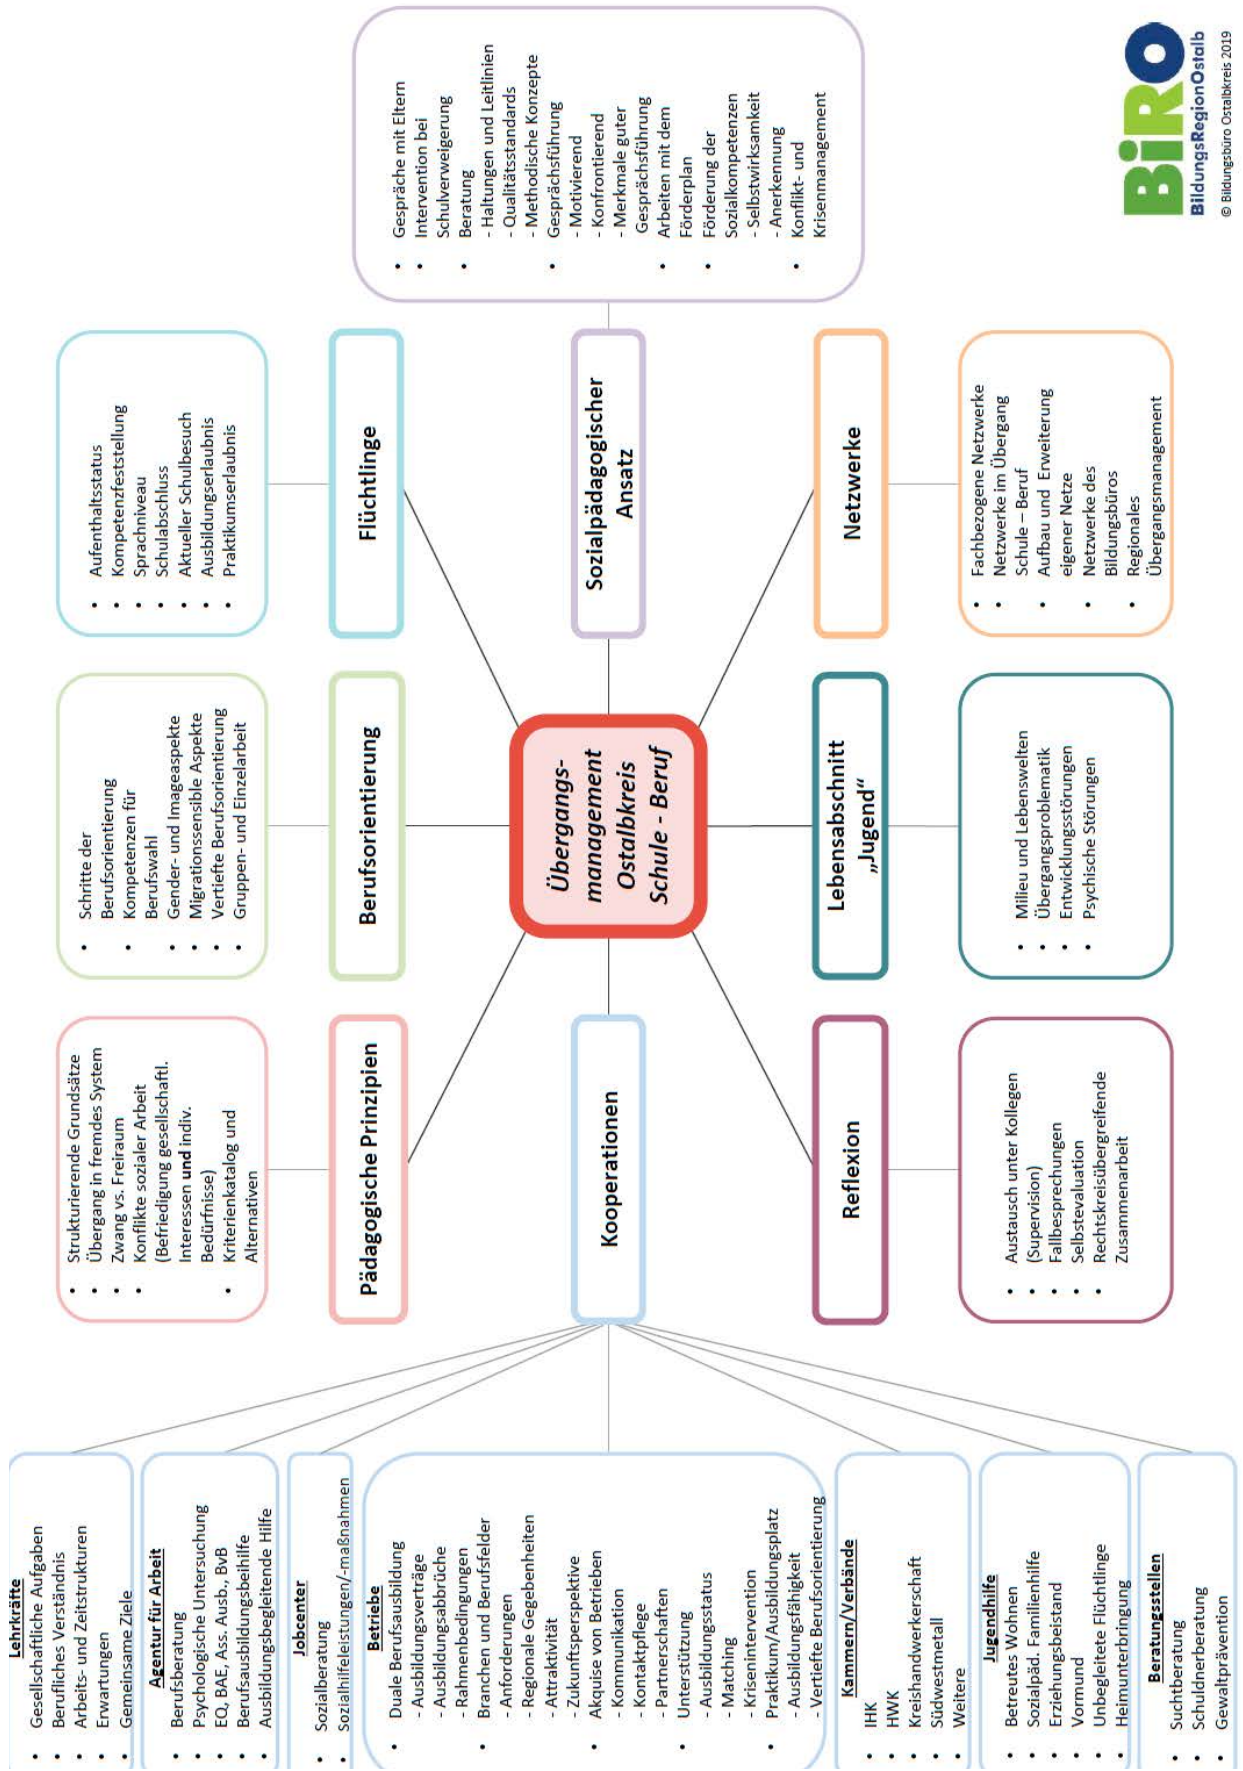 Lehrkräfte
• Gesellschaftliche Aufgaben
• Berufliches Verständnis
• Arbeits- und Zeitstrukturen
• Erwartungen
• Gemeinsame Ziele
Agentur für Arbeit
• Berufsberatung
• Psychologische Untersuchung
• EQ, BAE, Ass. Ausb., BvB
• Berufsausbildungsbeihilfe
• Ausbildungsbegleitende Hilfe
Jobcenter
• Sozialberatung
• Sozialhilfeleistungen/-maßnahmen
Betriebe
• Duale Berufsausbildung
- Ausbildungsverträge
- Ausbildungsabbrüche
- Rahmenbedingungen
• Branchen und Berufsfelder
- Anforderungen
- Regionale Gegebenheiten
- Attraktivität
- Zukunftsperspektive
• Akquise von Betrieben
- Kommunikation
- Kontaktpflege
- Partnerschaften
• Unterstützung
- Ausbildungsstatus
- Matching
- Krisenintervention
• Praktikum/Ausbildungsplatz
- Ausbildungsfähigkeit
- Vertiefte Berufsorientierung
Kammern/Verbände
• IHK
• HWK
• Kreishandwerkerschaft
• Südwestmetall
• Weitere
Jugendhilfe
• Betreutes Wohnen
• Sozialpäd. Familienhilfe
• Erziehungsbeistand
• Vormund
• Unbegleitete Flüchtlinge
• Heimunterbringung
Beratungsstellen
• Suchtberatung
• Schuldnerberatung
• Gewaltprävention
• Strukturierende Grundsätze
• Übergang in fremdes System
• Zwang vs. Freiraum
• Konflikte sozialer Arbeit
(Befriedigung gesellschaftl.
Interessen und indiv.
Bedürfnisse)
• Kriterienkatalog und
Alternativen
Pädagogische Prinzipien
Kooperationen
Reflexion
• Austausch unter Kollegen
• (Supervision)
• Fallbesprechungen
• Selbstevaluation
• Rechtskreisübergreifende
Zusammenarbeit
• Schritte der
Berufsorientierung
• Kompetenzen für
Berufswahl
• Gender- und Imageaspekte
• Migrationssensible Aspekte
• Vertiefte Berufsorientierung
• Gruppen- und Einzelarbeit
Berufsorientierung
Übergangs-
management
Ostalbkreis
Schule - Beruf
Lebensabschnitt
„Jugend“
• Milieu und Lebenswelten
• Übergangsproblematik
• Entwicklungsstörungen
• Psychische Störungen
• Aufenthaltsstatus
• Kompetenzfeststellung
• Sprachniveau
• Schulabschluss
• Aktueller Schulbesuch
• Ausbildungserlaubnis
• Praktikumserlaubnis
Flüchtlinge
Sozialpädagogischer
Ansatz
Netzwerke
• Fachbezogene Netzwerke
• Netzwerke im Übergang
Schule – Beruf
• Aufbau und Erweiterung
eigener Netze
• Netzwerke des
Bildungsbüros
• Regionales
Übergangsmanagement
• Gespräche mit Eltern
• Intervention bei
Schulverweigerung
• Beratung
- Haltungen und Leitlinien
- Qualitätsstandards
- Methodische Konzepte
• Gesprächsführung
- Motivierend
- Konfrontierend
- Merkmale guter
Gesprächsführung
• Arbeiten mit dem
Förderplan
• Förderung der
Sozialkompetenzen
- Selbstwirksamkeit
- Anerkennung
• Konflikt- und
Krisenmanagement
BiRO
BildungsRegionOstalb
© Bildungsbüro Ostalbkreis 2019